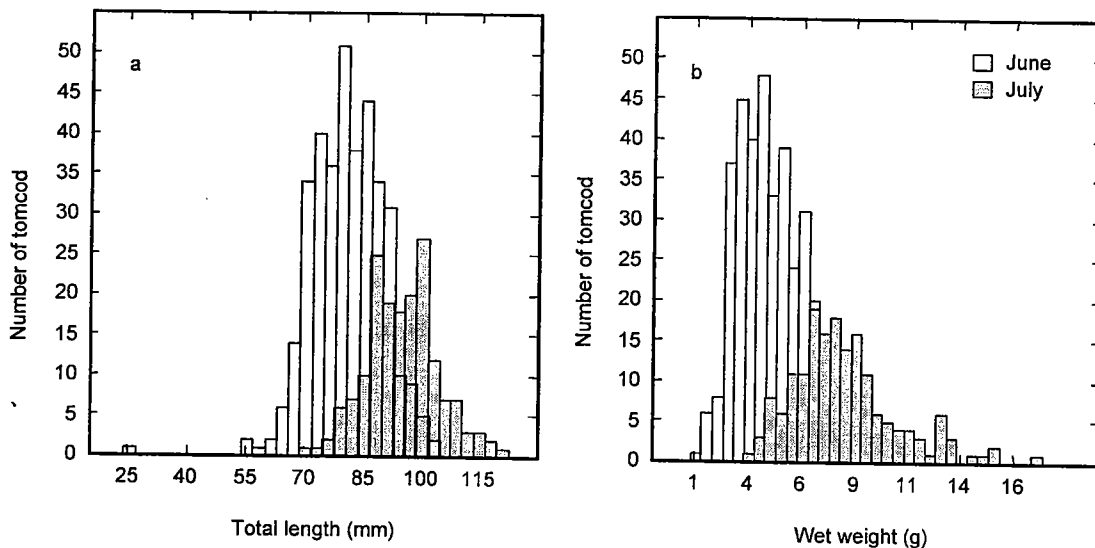 a
50
45
40
35
30
25
20
15
10
5
0
Number of tomcod
25 40 55 70 85 100 115
Total length (mm)
b
June
July
50
45
40
35
30
25
20
15
10
5
0
Number of tomcod
1 4 6 9 11 14 16
Wet weight (g)